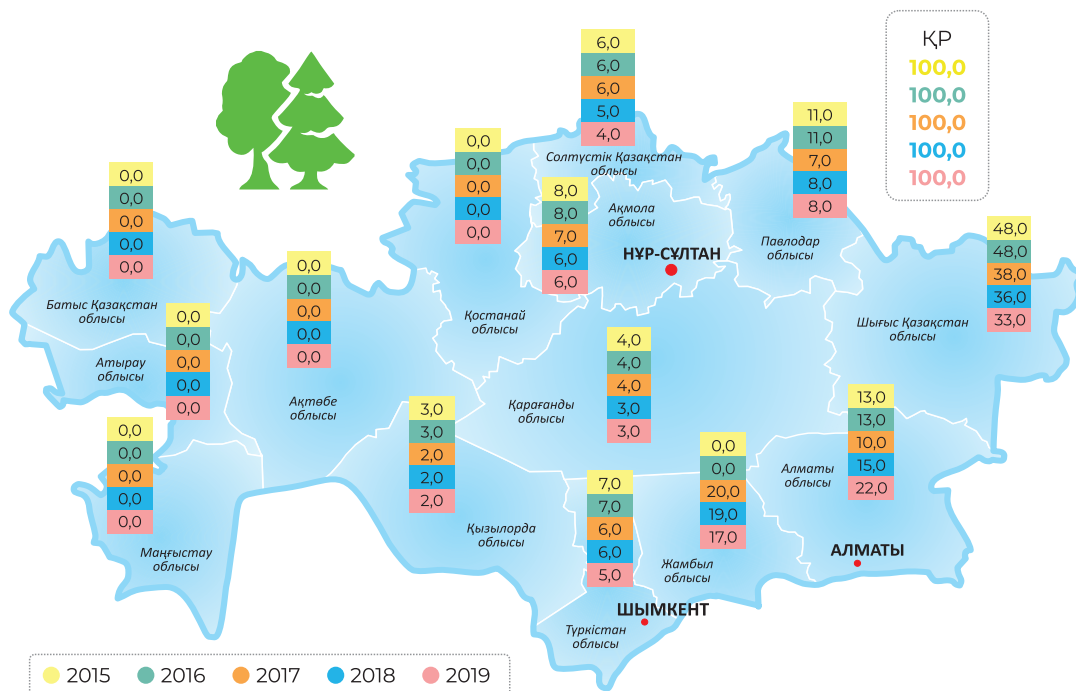 ҚР
100,0
100,0
100,0
100,0
100,0
6,0
6,0
6,0
5,0
4,0
Солтүстік Қазақстан
облысы
11,0
11,0
7,0
8,0
8,0
Павлодар
облысы
0,0
0,0
0,0
0,0
0,0
Қостанай
облысы
8,0
8,0
7,0
6,0
6,0
Ақмола
облысы
НҰР-СҰЛТАН
0,0
0,0
0,0
0,0
0,0
Батыс Қазақстан
облысы
48,0
48,0
38,0
36,0
33,0
Шығыс Қазақстан
облысы
0,0
0,0
0,0
0,0
0,0
Ақтөбе
облысы
0,0
0,0
0,0
0,0
0,0
Атырау
облысы
4,0
4,0
4,0
3,0
3,0
Қарағанды
облысы
13,0
13,0
10,0
15,0
22,0
Алматы
облысы
АЛМАТЫ
3,0
3,0
2,0
2,0
2,0
Қызылорда
облысы
0,0
0,0
0,0
0,0
0,0
Маңғыстау
облысы
0,0
0,0
20,0
19,0
17,0
Жамбыл
облысы
7,0
7,0
6,0
6,0
5,0
ШЫМКЕНТ
Түркістан
облысы
2015 2016 2017 2018 2019